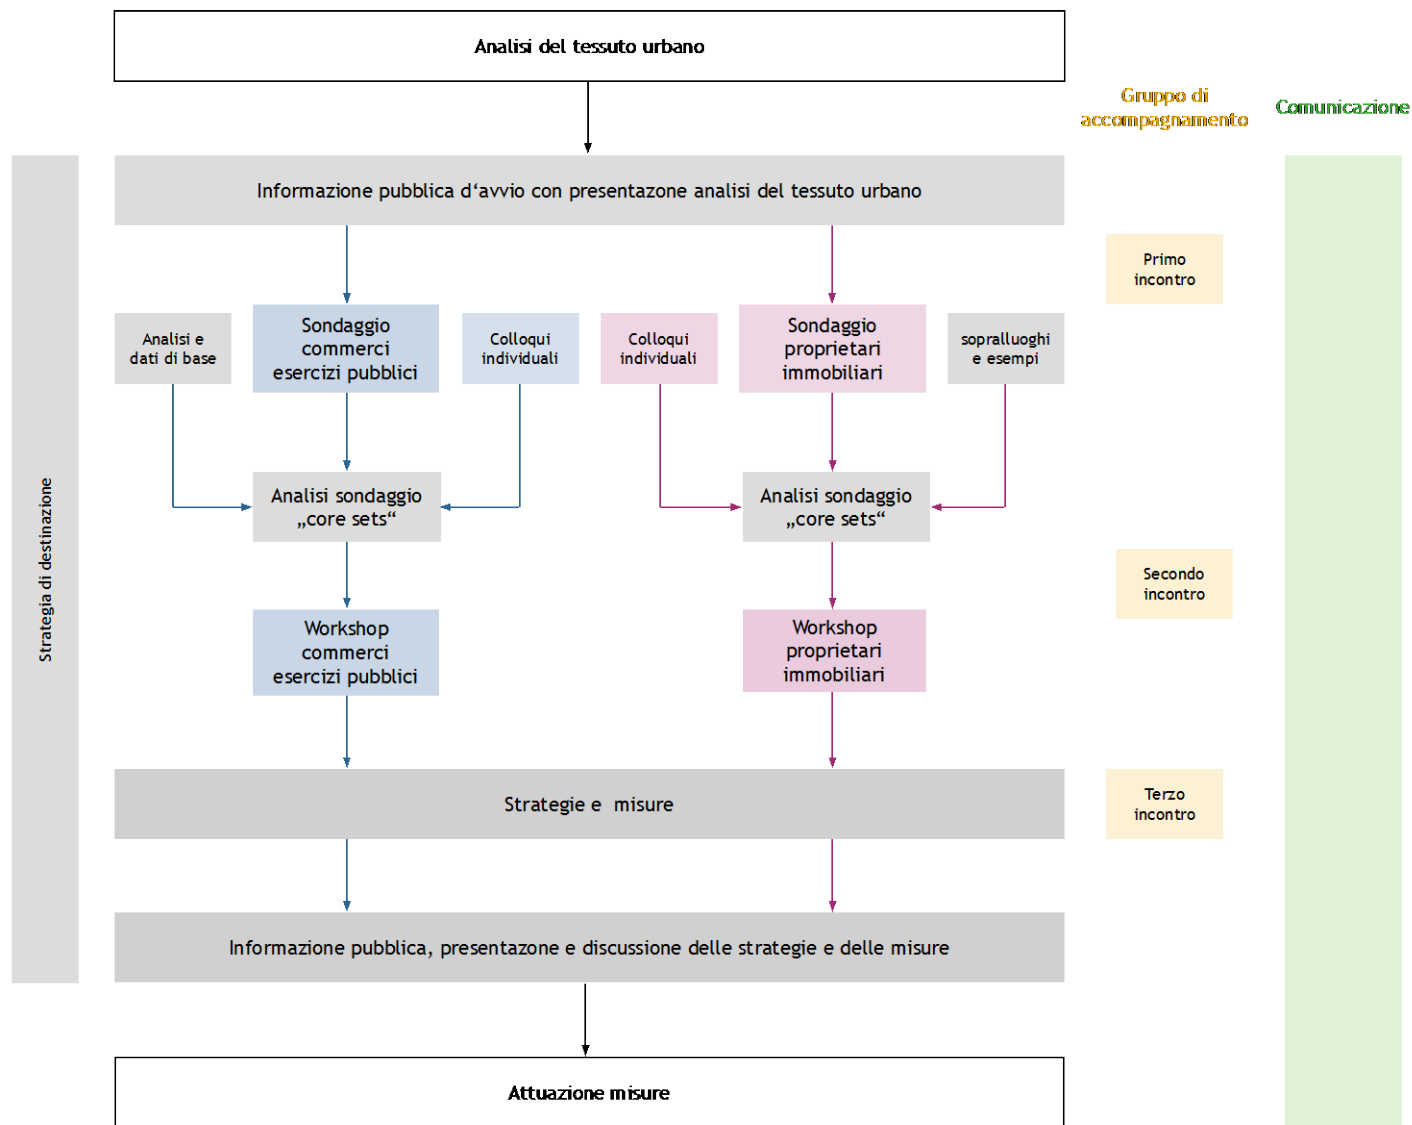 Analisi del tessuto urbano
Gruppo di
accompagnamento
Comunicazione
Informazione pubblica d‘avvio con presentazone analisi del tessuto urbano
Primo
incontro
Analisi e
dati di base
Sondaggio
commerci
esercizi pubblici
Colloqui
individuali
Colloqui
individuali
Sondaggio
proprietari
immobiliari
sopralluoghi
e esempi
Strategia di destinazione
Analisi sondaggio
„core sets“
Analisi sondaggio
„core sets“
Secondo
incontro
Workshop
commerci
esercizi pubblici
Workshop
proprietari
immobiliari
Strategie e  misure
Terzo
incontro
Informazione pubblica, presentazone e discussione delle strategie e delle misure
Attuazione misure